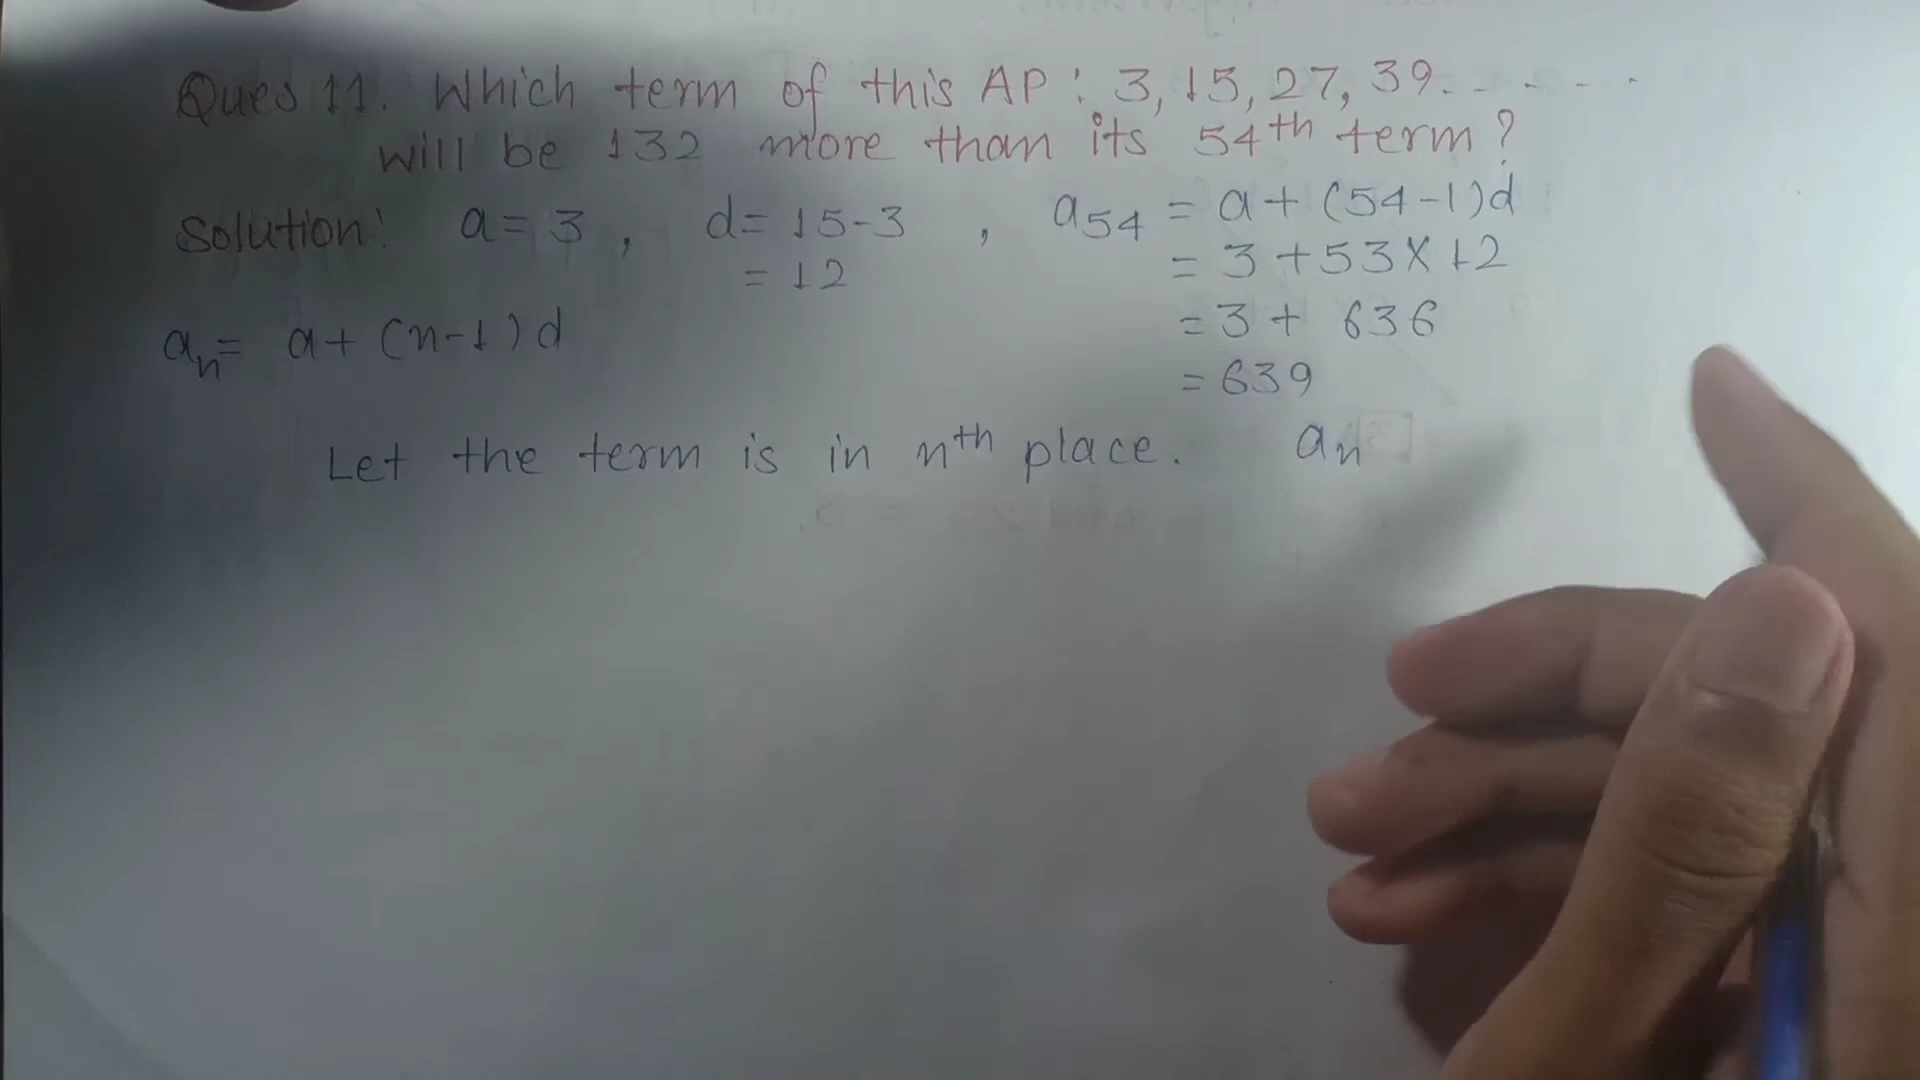 Ques 11. Which term of this AP : 3, 15, 27, 39.......
will be 132 more than its 54th term?
Solution: a = 3 , d = 15-3 , a54 = a + (54-1)d
= 12 = 3 + 53 X 12
an = a + (n-1)d = 3 + 636
= 639
Let the term is in nth place. an